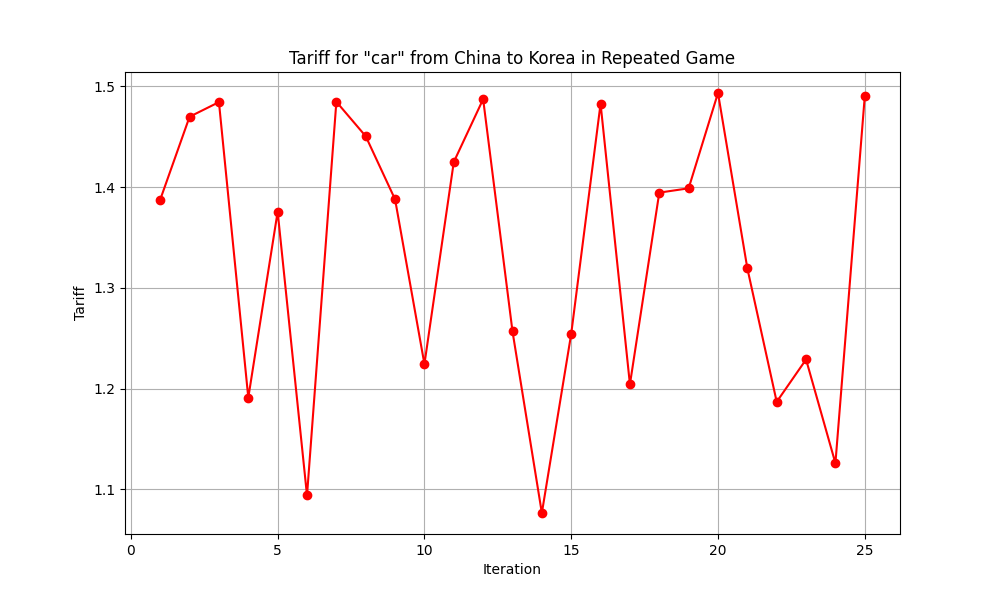 Tariff for "car" from China to Korea in Repeated Game
1.5
1.4
1.3
1.2
1.1
Tariff
0 5 10 15 20 25
Iteration